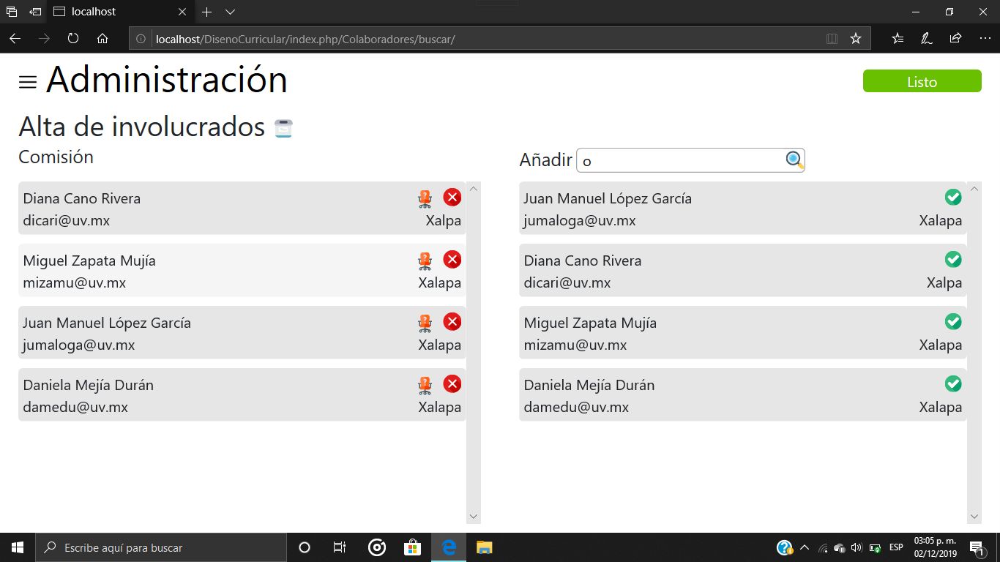 localhost
localhost/DisenoCurricular/index.php/Colaboradores/buscar/
Administración
Listo
Alta de involucrados
Comisión
Diana Cano Rivera
dicari@uv.mx Xalpa
Miguel Zapata Mujía
mizamu@uv.mx Xalapa
Juan Manuel López García
jumaloga@uv.mx Xalapa
Daniela Mejía Durán
damedu@uv.mx Xalapa
Añadir o
Juan Manuel López García
jumaloga@uv.mx Xalapa
Diana Cano Rivera
dicari@uv.mx Xalpa
Miguel Zapata Mujía
mizamu@uv.mx Xalapa
Daniela Mejía Durán
damedu@uv.mx Xalapa
Escribe aquí para buscar
ESP
03:05 p. m.
02/12/2019
1